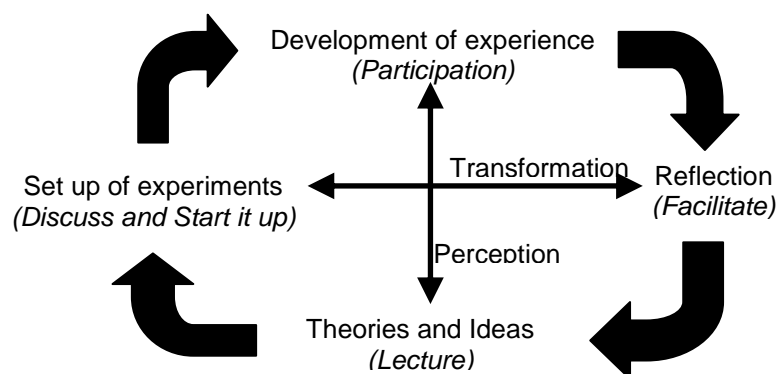 Development of experience
(Participation)
Transformation
Set up of experiments
(Discuss and Start it up)
Reflection
(Facilitate)
Perception
Theories and Ideas
(Lecture)